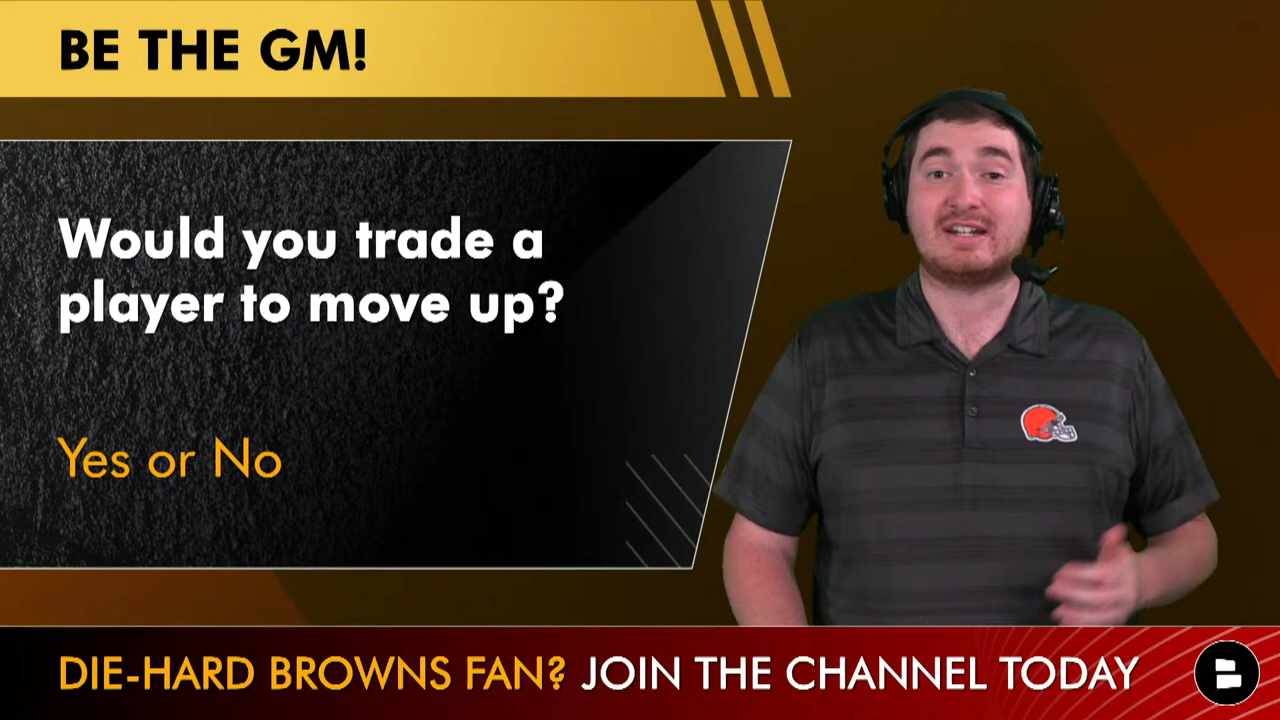 BE THE GM!
Would you trade a
player to move up?
Yes or No
DIE-HARD BROWNS FAN? JOIN THE CHANNEL TODAY